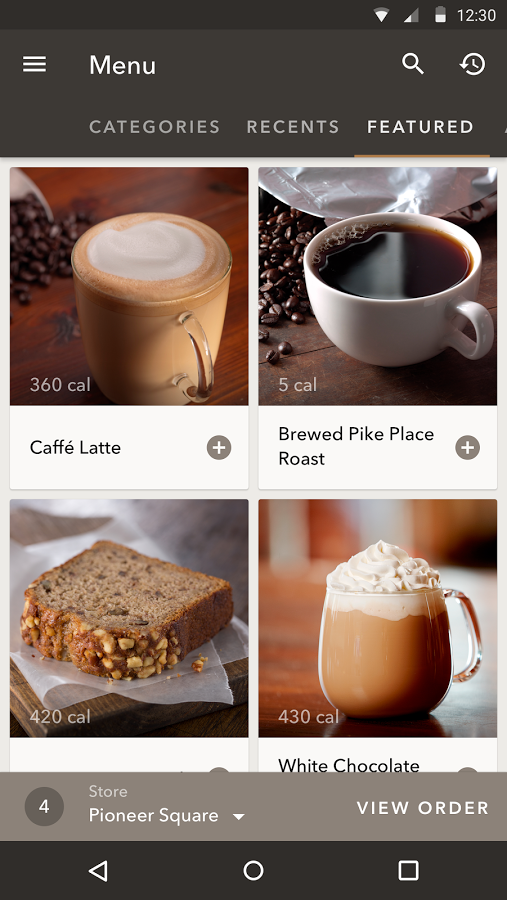 12:30
Menu
CATEGORIES RECENTS FEATURED
360 cal
5 cal
Caffé Latte
Brewed Pike Place
Roast
420 cal
430 cal
White Chocolate
4
Store
Pioneer Square
VIEW ORDER